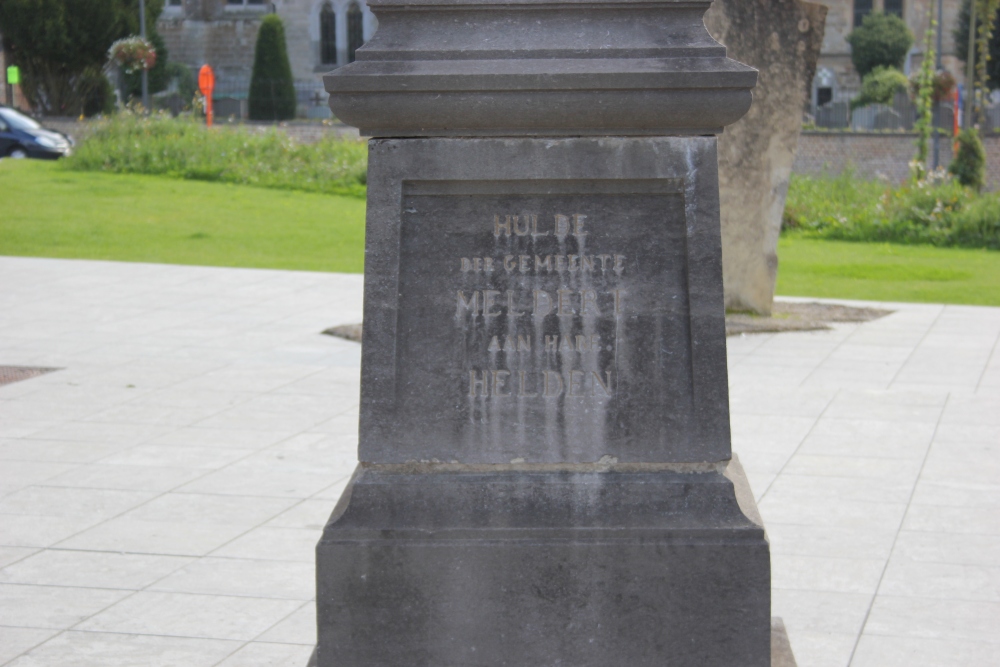 HULDE
DER GEMEENTE
MELDERT
AAN HARE
HELDEN